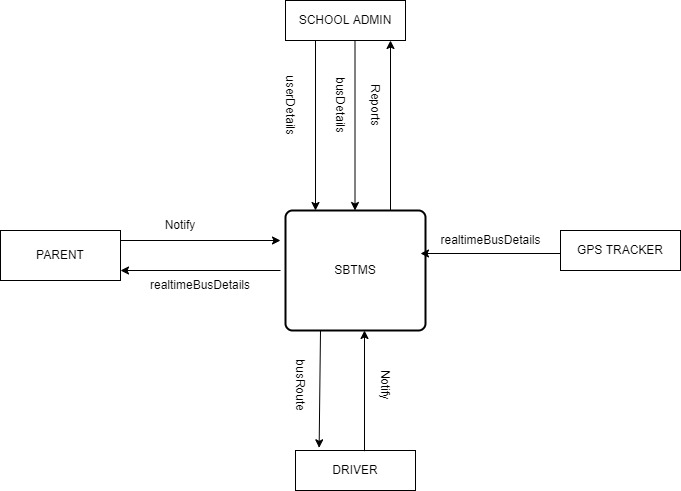 SCHOOL ADMIN
userDetails
busDetails
Reports
Notify
realtimeBusDetails
PARENT
GPS TRACKER
SBTMS
realtimeBusDetails
busRoute
Notify
DRIVER